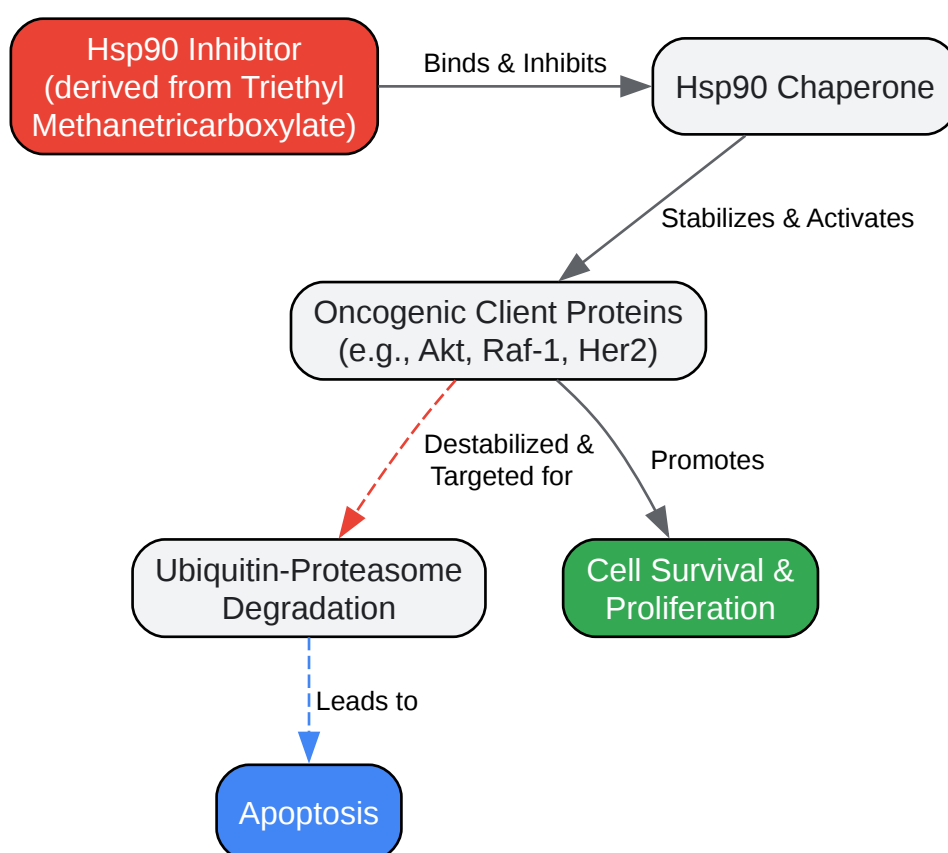 Hsp90 Inhibitor
(derived from Triethyl
Methanetricarboxylate)
Binds & Inhibits
Hsp90 Chaperone
Stabilizes & Activates
Oncogenic Client Proteins
(e.g., Akt, Raf-1, Her2)
Destabilized &
Targeted for
Promotes
Ubiquitin-Proteasome
Degradation
Cell Survival &
Proliferation
Leads to
Apoptosis